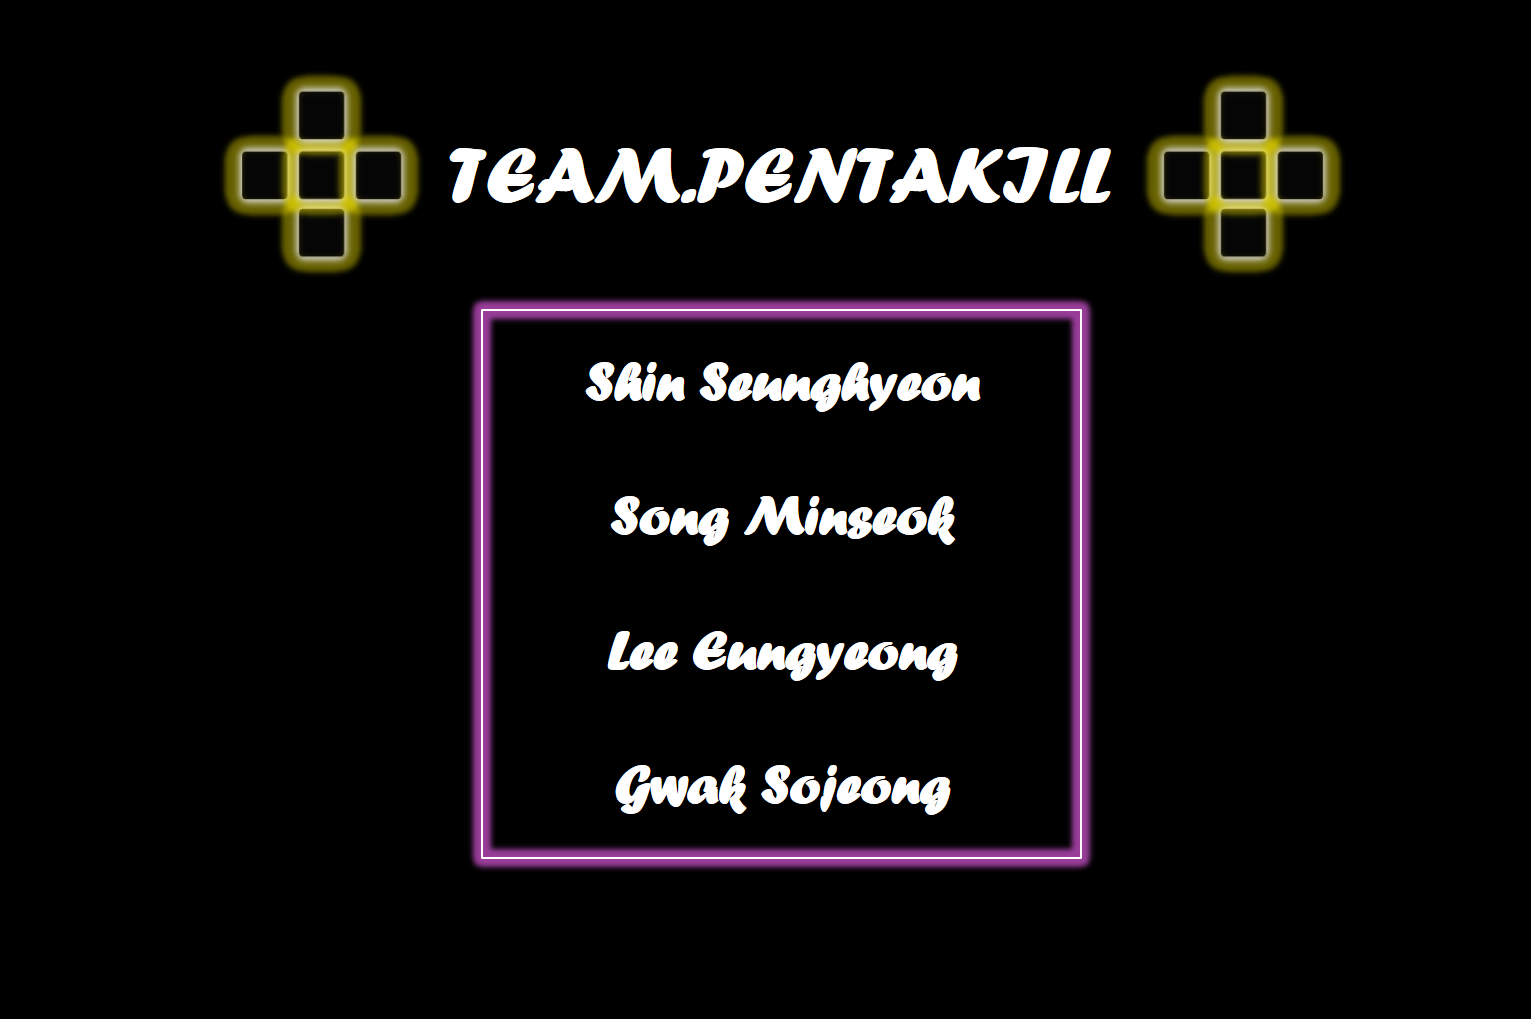 TEAM.PENTAKILL
Shin Seunghyeon
Song Minseok
Lee Eungyeong
Gwak Sojeong